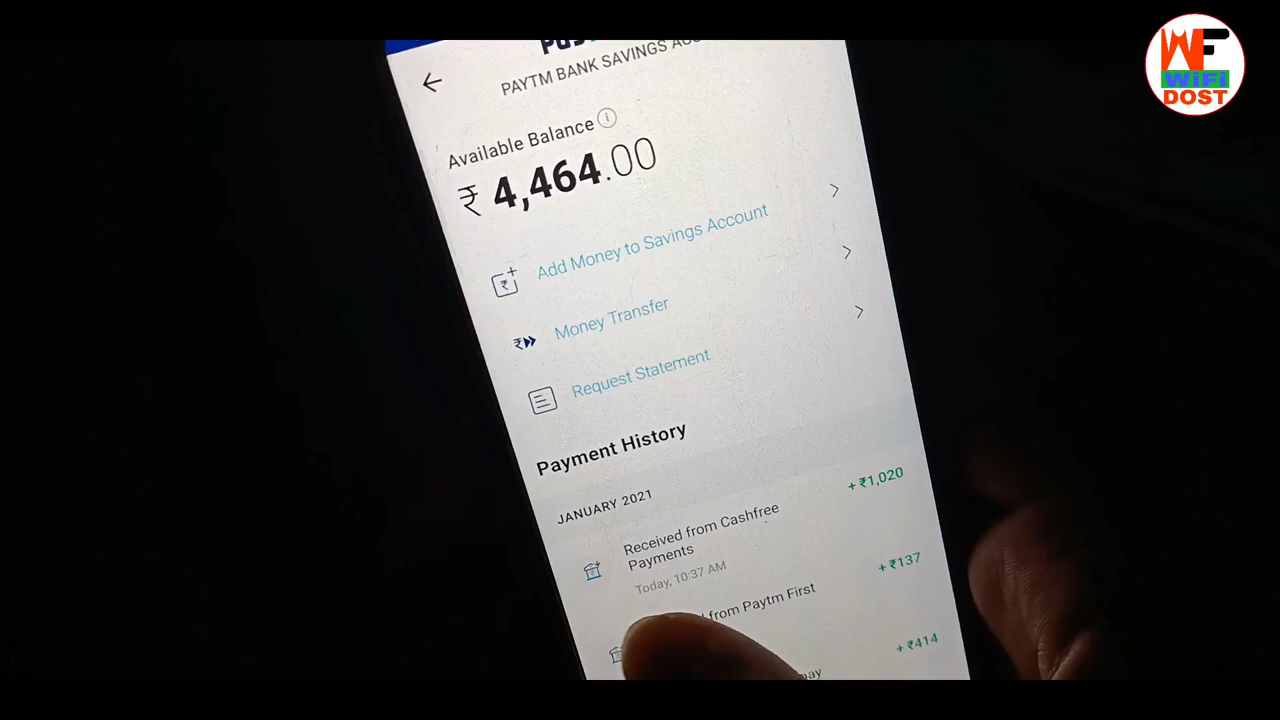 WF
WiFi
DOST
PAYTM BANK SAVINGS
Available Balance
₹ 4,464.00
Add Money to Savings Account
Money Transfer
Request Statement
Payment History
JANUARY 2021
Received from Cashfree
Payments
+ ₹1,020
Today, 10:37 AM
from Paytm First
+ ₹137
+ ₹414